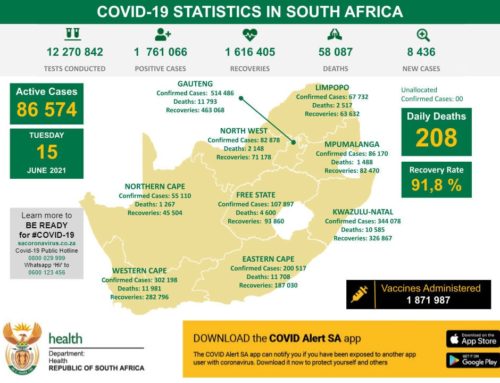 COVID-19 STATISTICS IN SOUTH AFRICA
12 270 842
TESTS CONDUCTED
1 761 066
POSITIVE CASES
1 616 405
RECOVERIES
58 087
DEATHS
8 436
NEW CASES
Active Cases
86 574
TUESDAY
15
JUNE 2021
Learn more to
BE READY
for #COVID-19
sacoronavirus.co.za
Covid-19 Public Hotline
0800 029 999
Whatsapp 'Hi' to
0600 123 456
GAUTENG
Confirmed Cases: 514 486
Deaths: 11 793
Recoveries: 463 068
LIMPOPO
Confirmed Cases: 67 732
Deaths: 2 517
Recoveries: 63 632
NORTH WEST
Confirmed Cases: 82 878
Deaths: 2 148
Recoveries: 71 178
MPUMALANGA
Confirmed Cases: 86 170
Deaths: 1 488
Recoveries: 82 470
NORTHERN CAPE
Confirmed Cases: 55 110
Deaths: 1 267
Recoveries: 45 504
FREE STATE
Confirmed Cases: 107 897
Deaths: 4 600
Recoveries: 93 860
KWAZULU-NATAL
Confirmed Cases: 344 078
Deaths: 10 585
Recoveries: 326 867
EASTERN CAPE
Confirmed Cases: 200 517
Deaths: 11 708
Recoveries: 187 030
WESTERN CAPE
Confirmed Cases: 302 198
Deaths: 11 981
Recoveries: 282 796
Unallocated
Confirmed Cases: 00
Daily Deaths
208
Recovery Rate
91,8 %
Vaccines Administered
1 871 987
health
Department:
Health
REPUBLIC OF SOUTH AFRICA
DOWNLOAD the COVID Alert SA app
The COVID Alert SA app can notify you if you have been exposed to another app
user with coronavirus. Download it now to protect yourself and others
Download on the
App Store
GET IT ON
Google Play